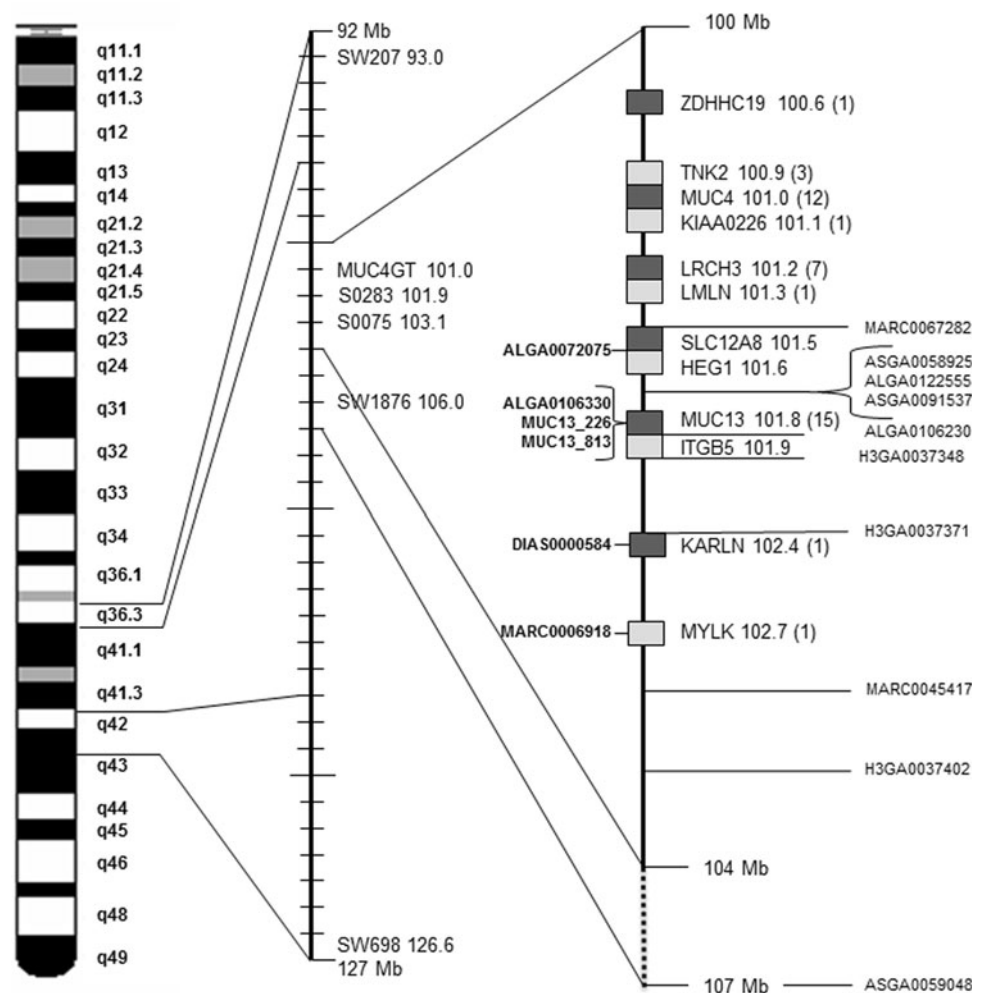 q11.1
q11.2
q11.3
q12
q13
q14
q21.2
q21.3
q21.4
q21.5
q22
q23
q24
q31
q32
q33
q34
q36.1
q36.3
q41.1
q41.3
q42
q43
q44
q45
q46
q48
q49
92 Mb
SW207 93.0
MUC4GT 101.0
S0283 101.9
S0075 103.1
SW1876 106.0
SW698 126.6
127 Mb
100 Mb
ZDHHC19 100.6 (1)
TNK2 100.9 (3)
MUC4 101.0 (12)
KIAA0226 101.1 (1)
LRCH3 101.2 (7)
LMLN 101.3 (1)
SLC12A8 101.5
HEG1 101.6
MUC13 101.8 (15)
ITGB5 101.9
KARLN 102.4 (1)
MYLK 102.7 (1)
104 Mb
107 Mb
ALGA0072075
ALGA0106330
MUC13_226
MUC13_813
DIAS0000584
MARC0006918
MARC0067282
ASGA0058925
ALGA0122555
ASGA0091537
ALGA0106230
H3GA0037348
H3GA0037371
MARC0045417
H3GA0037402
ASGA0059048